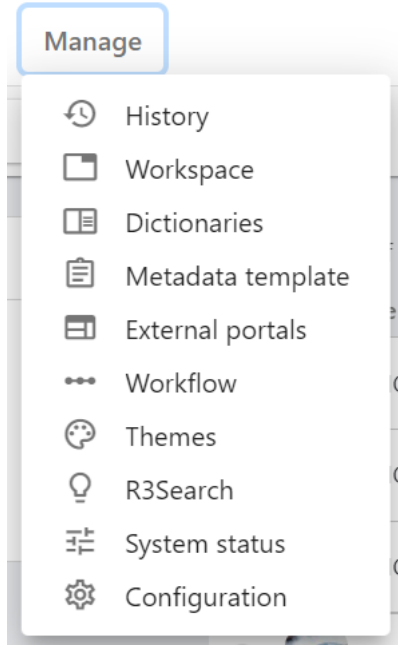 Manage
History
Workspace
Dictionaries
Metadata template
External portals
Workflow
Themes
R3Search
System status
Configuration